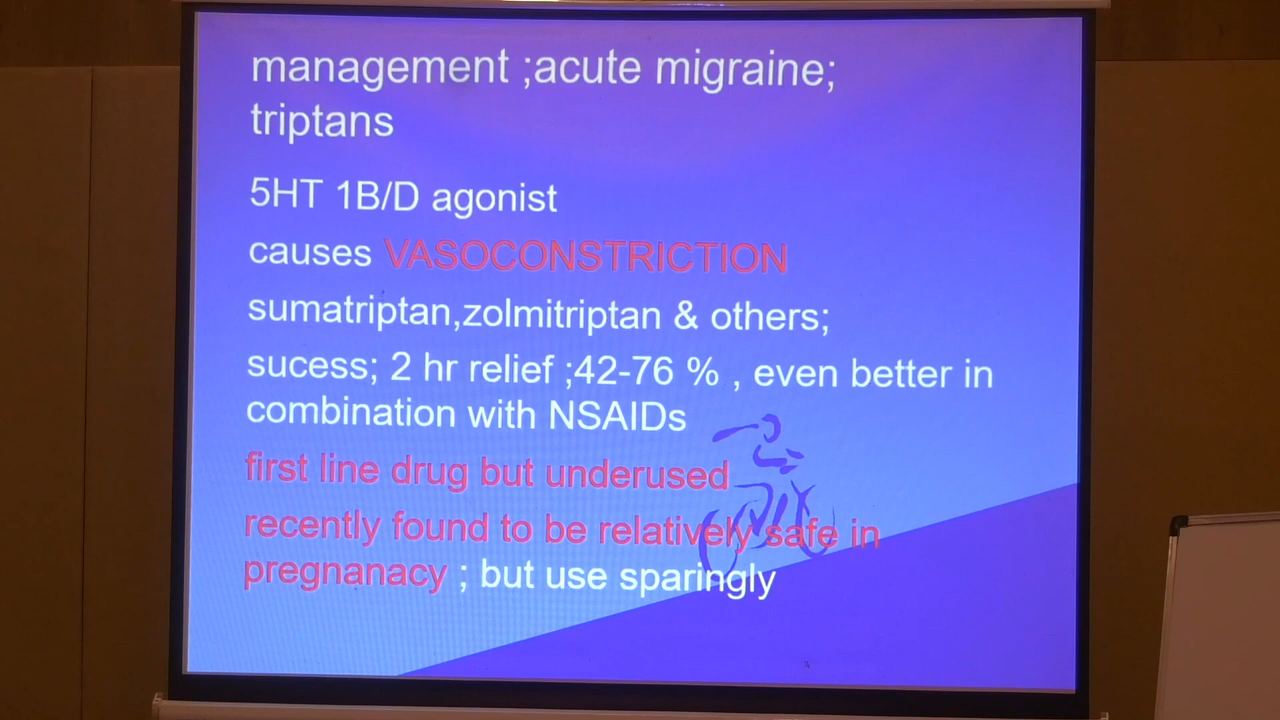 management ;acute migraine;
triptans
5HT 1B/D agonist
causes VASOCONSTRICTION
sumatriptan,zolmitriptan & others;
sucess; 2 hr relief ;42-76 % , even better in
combination with NSAIDs
first line drug but underused
recently found to be relatively safe in
pregnanacy ; but use sparingly